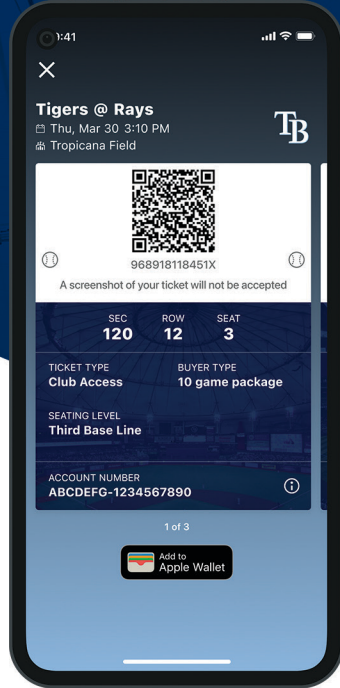 9:41
Tigers @ Rays
Thu, Mar 30 3:10 PM
Tropicana Field
TB
968918118451X
A screenshot of your ticket will not be accepted
SEC ROW SEAT
120 12 3
TICKET TYPE BUYER TYPE
Club Access 10 game package
SEATING LEVEL
Third Base Line
ACCOUNT NUMBER
ABCDEFG-1234567890
1 of 3
Add to
Apple Wallet